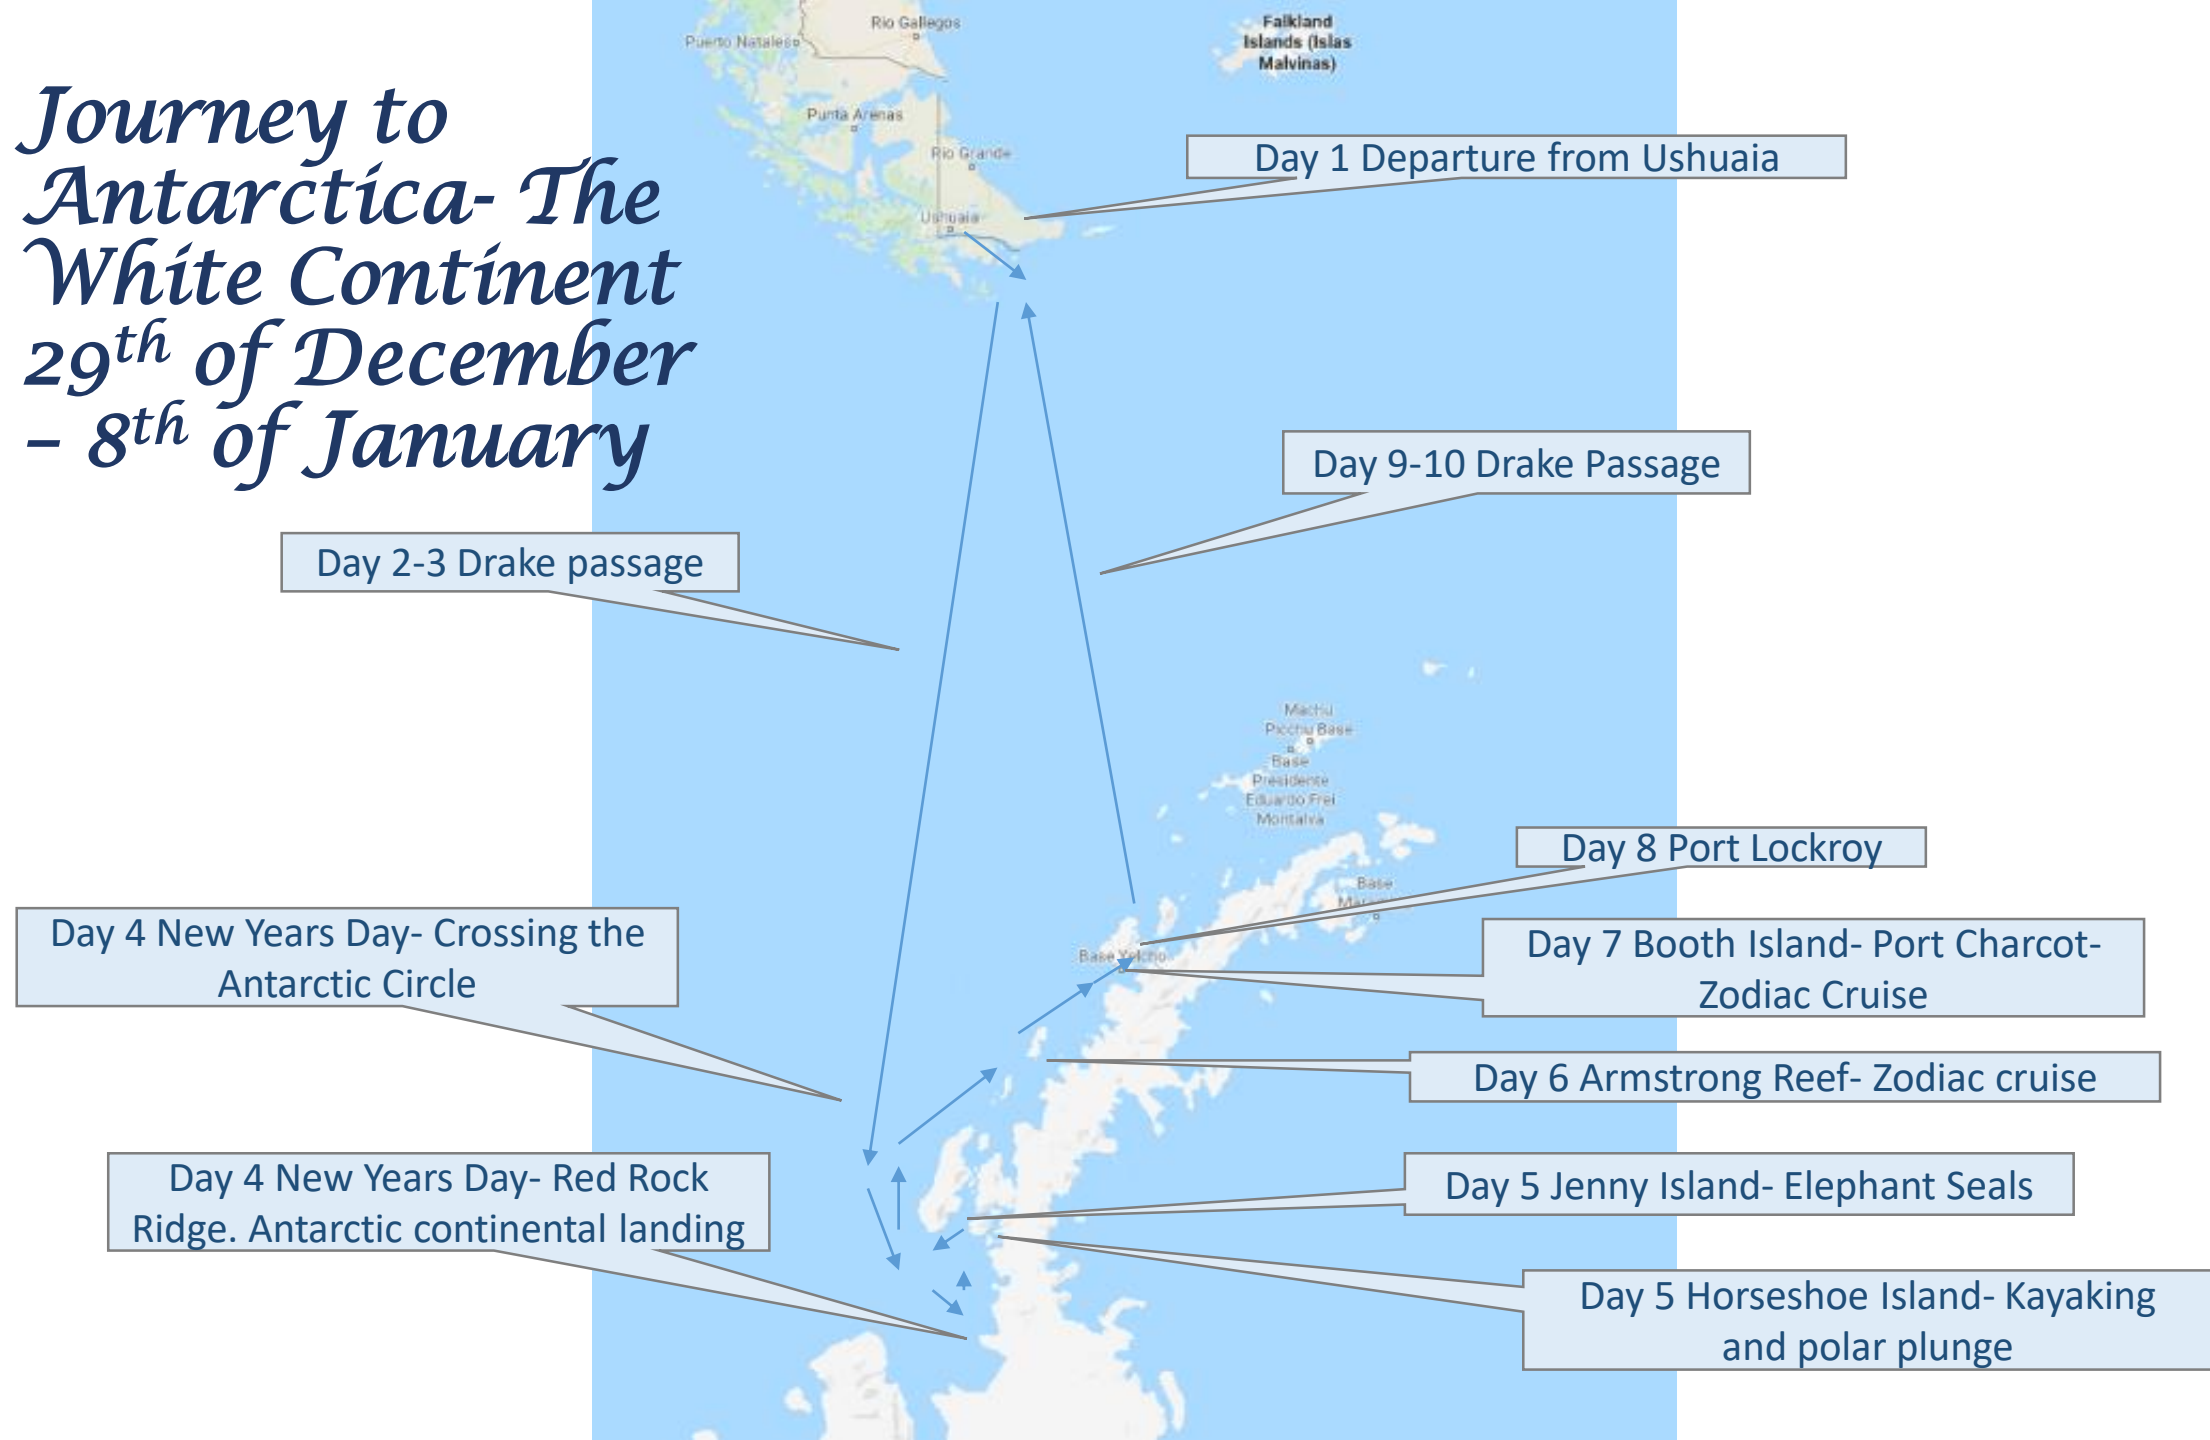 Journey to
Antarctica- The
White Continent
29th of December
– 8th of January
Puerto Natales
Rio Gallegos
Falkland
Islands (Islas
Malvinas)
Punta Arenas
Rio Grande
Ushuaia
Day 1 Departure from Ushuaia
Day 9-10 Drake Passage
Day 2-3 Drake passage
Machu
Picchu Base
Base
Presidente
Eduardo Frei
Montalva
Day 8 Port Lockroy
Base
Base Yelcho
Day 4 New Years Day- Crossing the
Antarctic Circle
Day 7 Booth Island- Port Charcot-
Zodiac Cruise
Day 6 Armstrong Reef- Zodiac cruise
Day 4 New Years Day- Red Rock
Ridge. Antarctic continental landing
Day 5 Jenny Island- Elephant Seals
Day 5 Horseshoe Island- Kayaking
and polar plunge